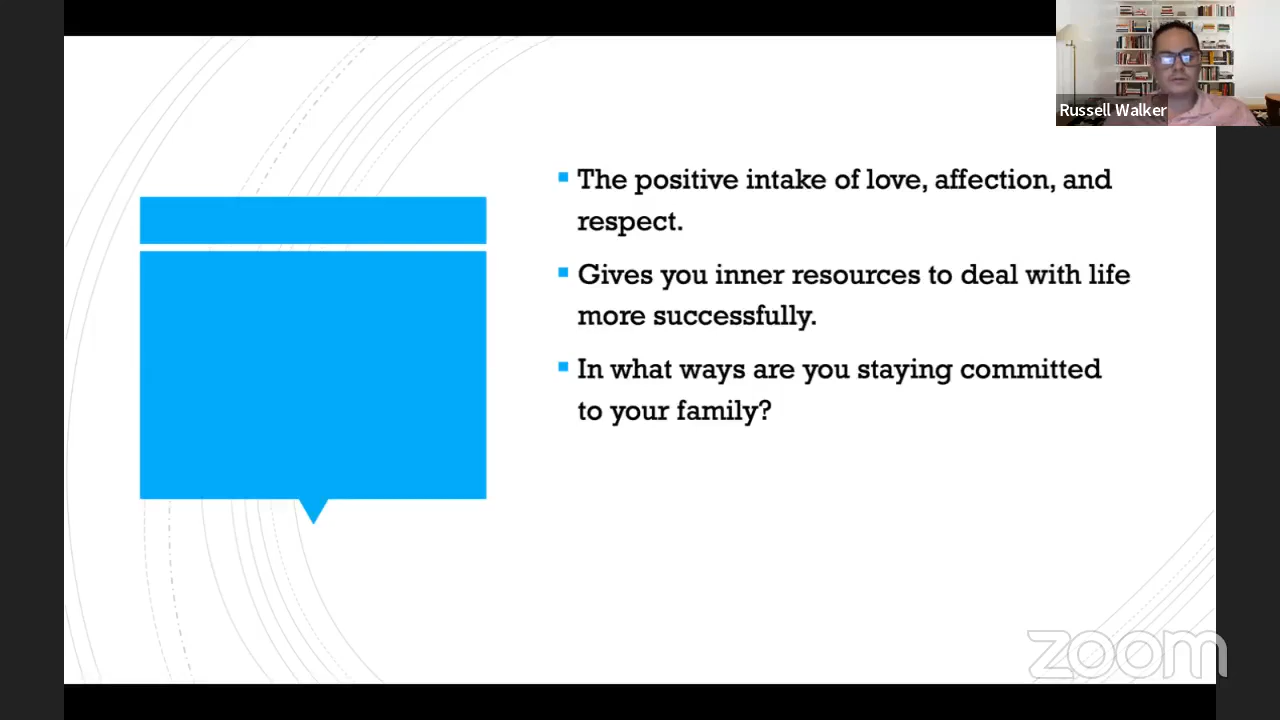 Russell Walker
The positive intake of love, affection, and
respect.
Gives you inner resources to deal with life
more successfully.
In what ways are you staying committed
to your family?
zoom